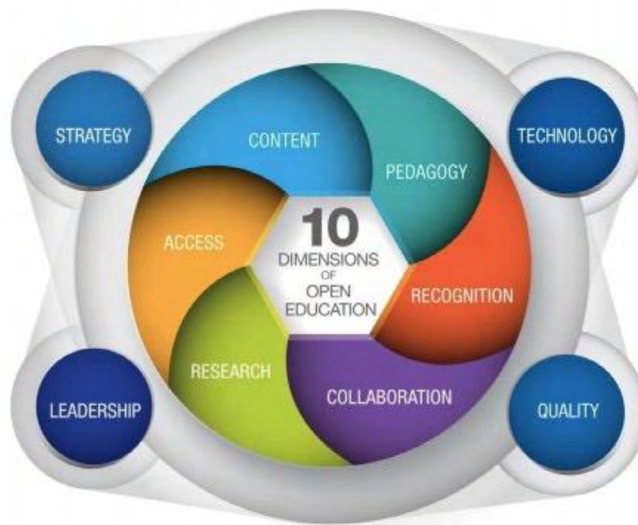 STRATEGY
TECHNOLOGY
CONTENT
PEDAGOGY
ACCESS
10
DIMENSIONS
OF
OPEN
EDUCATION
RECOGNITION
RESEARCH
COLLABORATION
LEADERSHIP
QUALITY